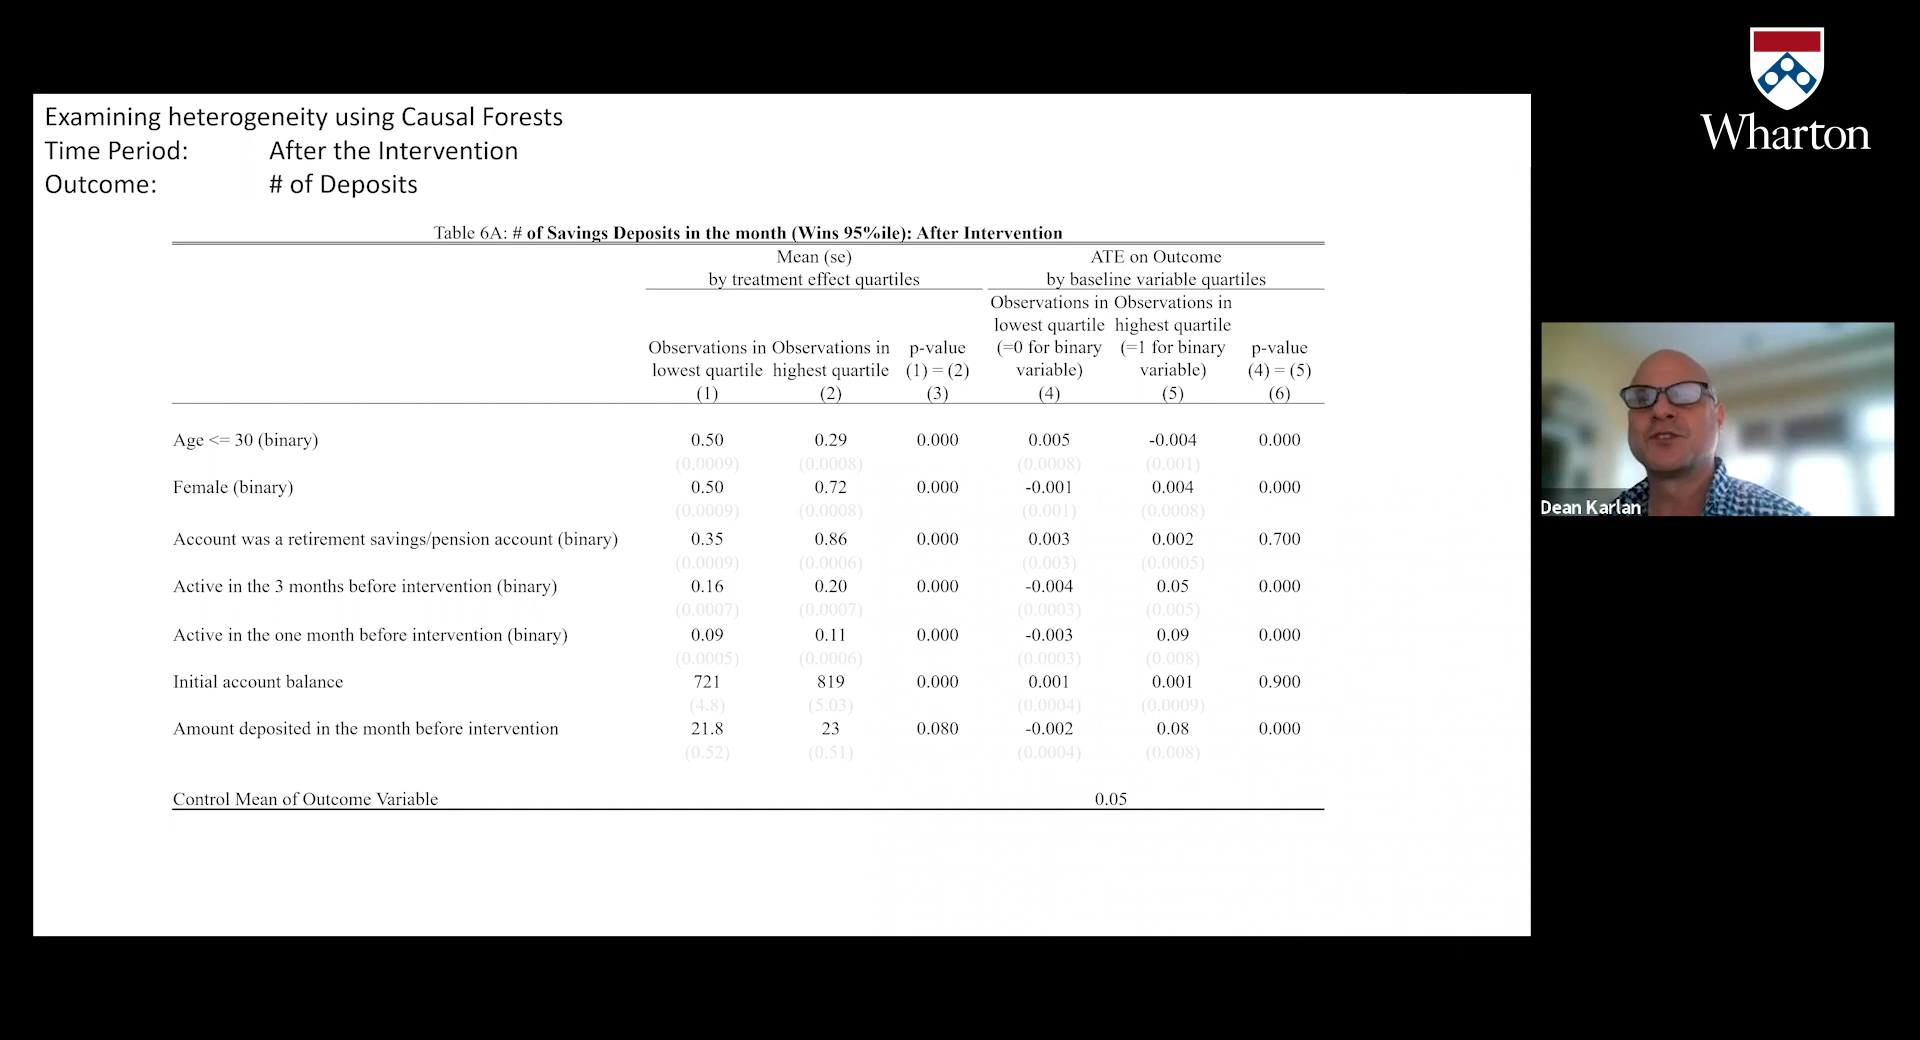 Wharton
Examining heterogeneity using Causal Forests
Time Period: After the Intervention
Outcome: # of Deposits
Table 6A: # of Savings Deposits in the month (Wins 95%ile): After Intervention
Mean (se) ATE on Outcome
by treatment effect quartiles by baseline variable quartiles
Observations in Observations in
lowest quartile highest quartile
Observations in Observations in p-value (=0 for binary (=1 for binary p-value
lowest quartile highest quartile (1) = (2) variable) variable) (4) = (5)
(1) (2) (3) (4) (5) (6)
Age <= 30 (binary) 0.50 0.29 0.000 0.005 -0.004 0.000
(0.0009) (0.0008) (0.0008) (0.001)
Female (binary) 0.50 0.72 0.000 -0.001 0.004 0.000
(0.0009) (0.0008) (0.001) (0.0008)
Account was a retirement savings/pension account (binary) 0.35 0.86 0.000 0.003 0.002 0.700
(0.0009) (0.0006) (0.003) (0.0005)
Active in the 3 months before intervention (binary) 0.16 0.20 0.000 -0.004 0.05 0.000
(0.0007) (0.0007) (0.0003) (0.005)
Active in the one month before intervention (binary) 0.09 0.11 0.000 -0.003 0.09 0.000
(0.0005) (0.0006) (0.0003) (0.008)
Initial account balance 721 819 0.000 0.001 0.001 0.900
(4.8) (5.03) (0.0004) (0.0009)
Amount deposited in the month before intervention 21.8 23 0.080 -0.002 0.08 0.000
(0.52) (0.51) (0.0004) (0.008)
Control Mean of Outcome Variable 0.05
Dean Karlan